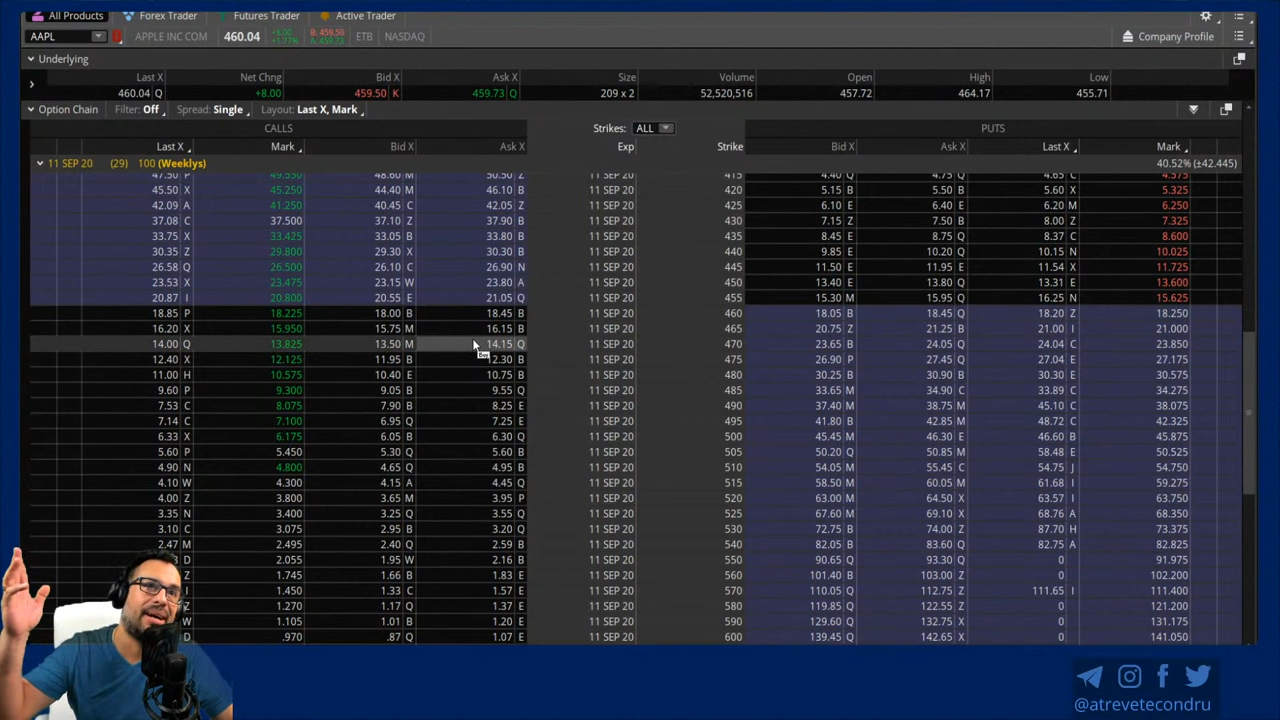 All Products Forex Trader Futures Trader Active Trader
AAPL APPLE INC COM 460.04 +8.00 +1.77% B: 459.50 A: 459.73 ETB NASDAQ Company Profile
Underlying
Last X Net Chng Bid X Ask X Size Volume Open High Low
460.04 Q +8.00 459.50 K 459.73 Q 209 x 2 52,520,516 457.72 464.17 455.71
Option Chain Filter: Off Spread: Single Layout: Last X, Mark
CALLS Strikes: ALL PUTS
Last X Mark Bid X Ask X Exp Strike Bid X Ask X Last X Mark
11 SEP 20 (29) 100 (Weeklys) 40.52% (±42.445)
47.50 P 49.550 48.60 M 50.50 Z 11 SEP 20 415 4.40 Q 4.75 Q 4.65 C 4.575
45.50 X 45.250 44.40 M 46.10 B 11 SEP 20 420 5.15 B 5.50 B 5.60 X 5.325
42.09 A 41.250 40.45 C 42.05 Z 11 SEP 20 425 6.10 E 6.40 E 6.20 M 6.250
37.08 C 37.500 37.10 Z 37.90 B 11 SEP 20 430 7.15 Z 7.50 B 8.00 Z 7.325
33.75 X 33.425 33.05 B 33.80 B 11 SEP 20 435 8.45 E 8.75 Q 8.37 C 8.600
30.35 Z 29.800 29.30 X 30.30 E 11 SEP 20 440 9.85 E 10.20 Q 10.15 N 10.025
26.58 Q 26.500 26.10 C 26.90 N 11 SEP 20 445 11.50 E 11.95 E 11.54 X 11.725
23.53 X 23.475 23.15 W 23.80 A 11 SEP 20 450 13.40 E 13.80 Q 13.31 E 13.600
20.87 I 20.800 20.55 E 21.05 Q 11 SEP 20 455 15.30 M 15.95 Q 16.25 N 15.625
18.85 P 18.225 18.00 B 18.45 B 11 SEP 20 460 18.05 B 18.45 Q 18.20 Z 18.250
16.20 X 15.950 15.75 M 16.15 B 11 SEP 20 465 20.75 Z 21.25 B 21.00 I 21.000
14.00 Q 13.825 13.50 M 14.15 Q 11 SEP 20 470 23.65 B 24.05 Q 24.04 C 23.850
12.40 X 12.125 11.95 B 12.30 B 11 SEP 20 475 26.90 P 27.45 Q 27.04 E 27.175
11.00 H 10.575 10.40 E 10.75 B 11 SEP 20 480 30.25 B 30.90 B 30.30 E 30.575
9.60 P 9.300 9.05 B 9.55 Q 11 SEP 20 485 33.65 M 34.90 C 33.89 C 34.275
7.53 C 8.075 7.90 B 8.25 E 11 SEP 20 490 37.40 M 38.75 M 45.10 C 38.075
7.14 C 7.100 6.95 Q 7.25 E 11 SEP 20 495 41.80 B 42.85 M 48.72 C 42.325
6.33 X 6.175 6.05 B 6.30 Q 11 SEP 20 500 45.45 M 46.30 E 46.60 B 45.875
5.60 P 5.450 5.30 Q 5.60 B 11 SEP 20 505 50.20 Q 50.85 M 58.48 E 50.525
4.90 N 4.800 4.65 Q 4.95 B 11 SEP 20 510 54.05 M 55.45 C 54.75 J 54.750
4.10 W 4.300 4.15 A 4.45 Q 11 SEP 20 515 58.50 M 60.05 M 61.68 I 59.275
4.00 Z 3.800 3.65 M 3.95 P 11 SEP 20 520 63.00 M 64.50 X 63.57 I 63.750
3.35 N 3.400 3.25 Q 3.55 Q 11 SEP 20 525 67.60 M 69.10 X 68.76 A 68.350
3.10 C 3.075 2.95 B 3.20 Q 11 SEP 20 530 72.75 B 74.00 Z 87.70 H 73.375
2.47 M 2.495 2.40 Q 2.59 B 11 SEP 20 540 82.05 B 83.60 Q 82.75 A 82.825
D 2.055 1.95 W 2.16 B 11 SEP 20 550 90.65 Q 93.30 Q 0 91.975
Z 1.745 1.66 B 1.83 E 11 SEP 20 560 101.40 B 103.00 Z 0 102.200
I 1.450 1.33 C 1.57 E 11 SEP 20 570 110.05 Q 112.75 Z 111.65 I 111.400
Z 1.270 1.17 Q 1.37 E 11 SEP 20 580 119.85 Q 122.55 Z 0 121.200
W 1.105 1.01 B 1.20 E 11 SEP 20 590 129.60 Q 132.75 X 0 131.175
D .970 .87 Q 1.07 E 11 SEP 20 600 139.45 Q 142.65 X 0 141.050
@atrevetecondru